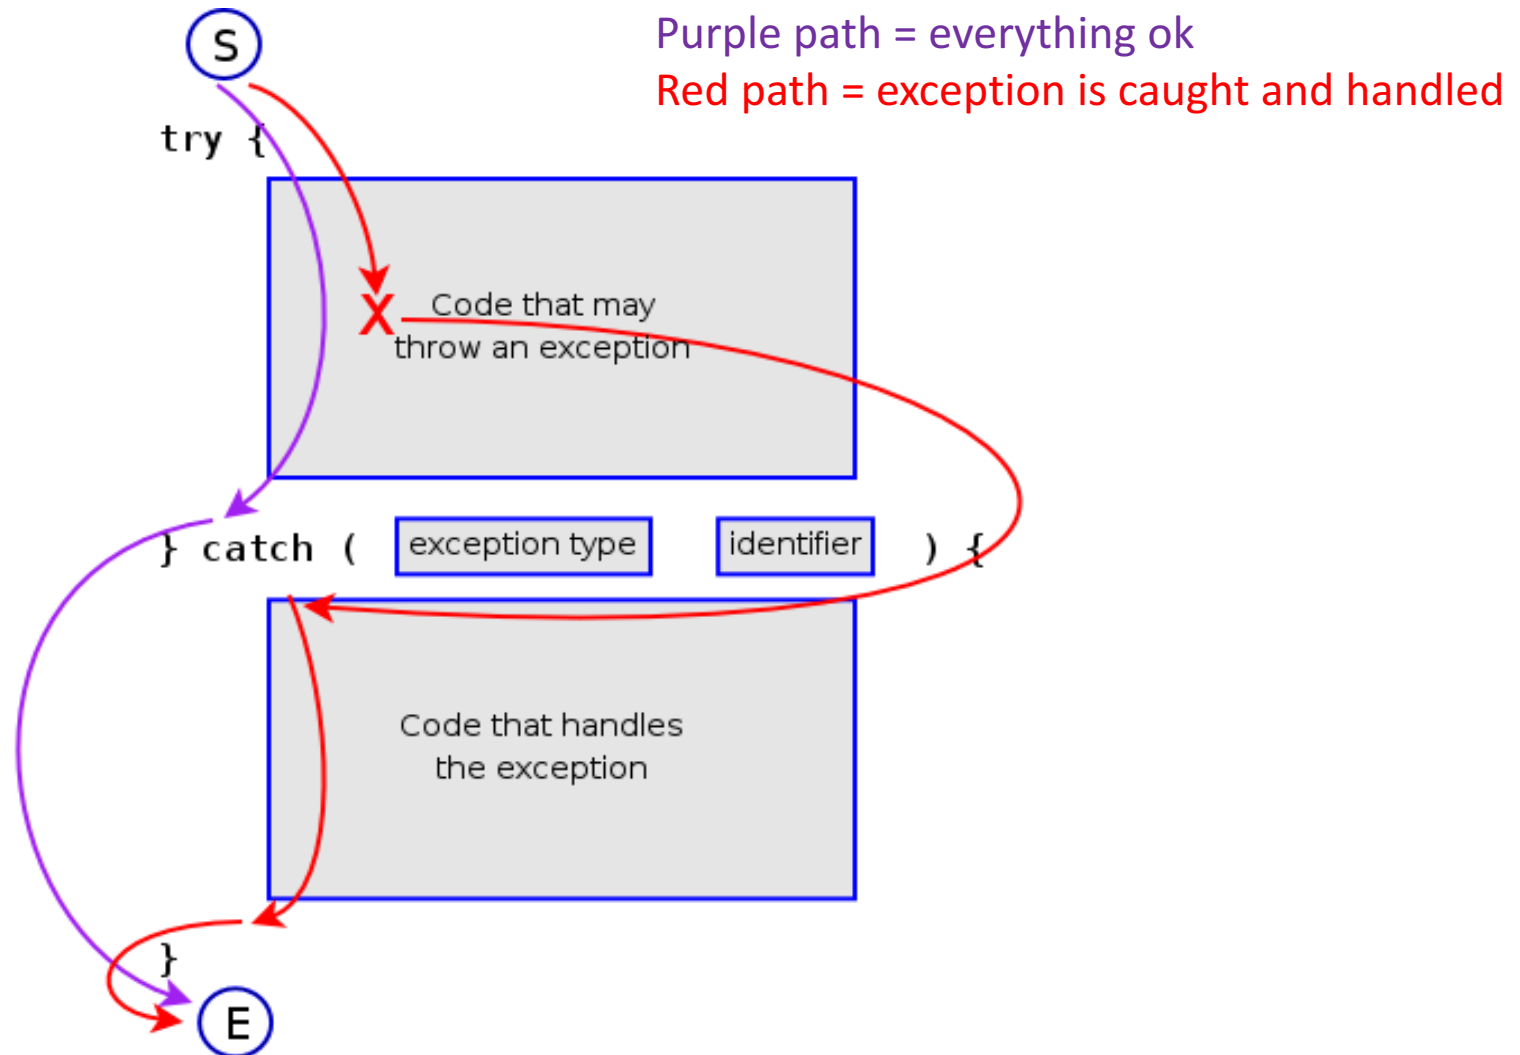 S
Purple path = everything ok
Red path = exception is caught and handled
try {
X
Code that may
throw an exception
} catch ( exception type identifier ) {
Code that handles
the exception
}
E